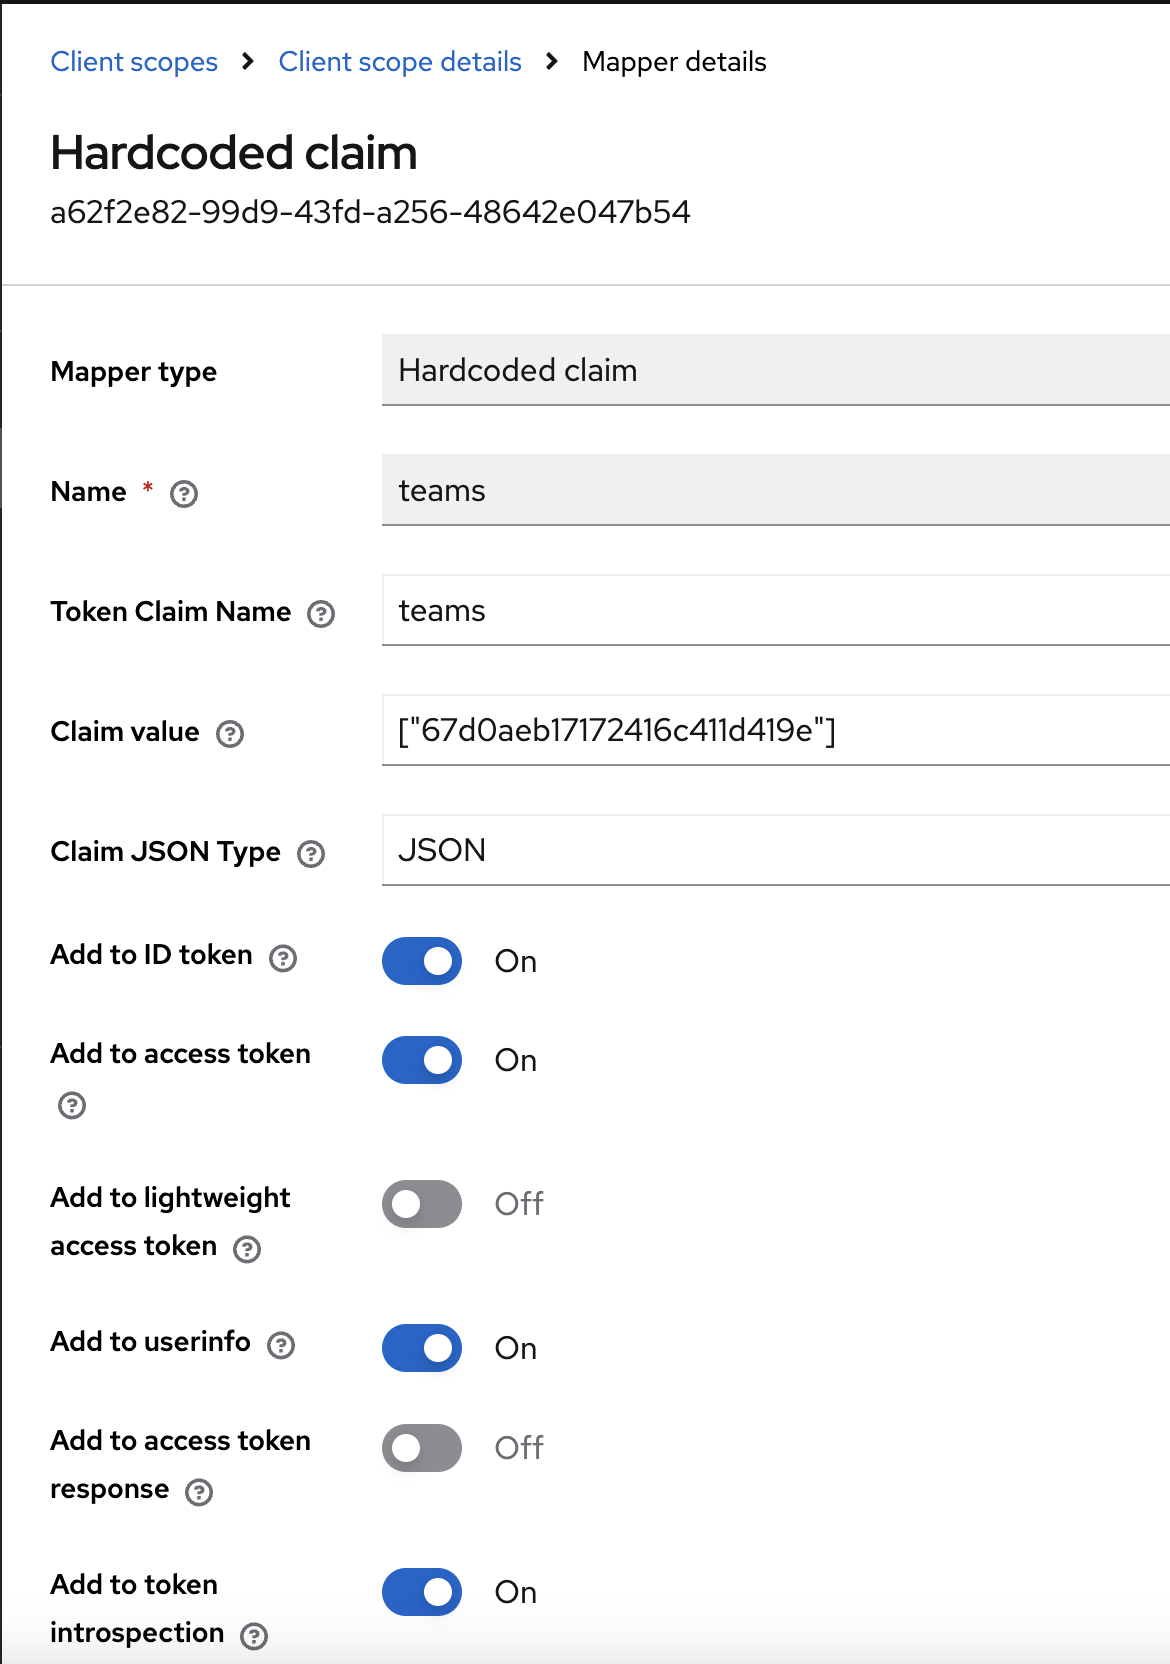 Client scopes > Client scope details > Mapper details
Hardcoded claim
a62f2e82-99d9-43fd-a256-48642e047b54
Mapper type
Hardcoded claim
Name *
teams
Token Claim Name
teams
Claim value
["67d0aeb17172416c411d419e"]
Claim JSON Type
JSON
Add to ID token
On
Add to access token
On
Add to lightweight
access token
Off
Add to userinfo
On
Add to access token
response
Off
Add to token
introspection
On